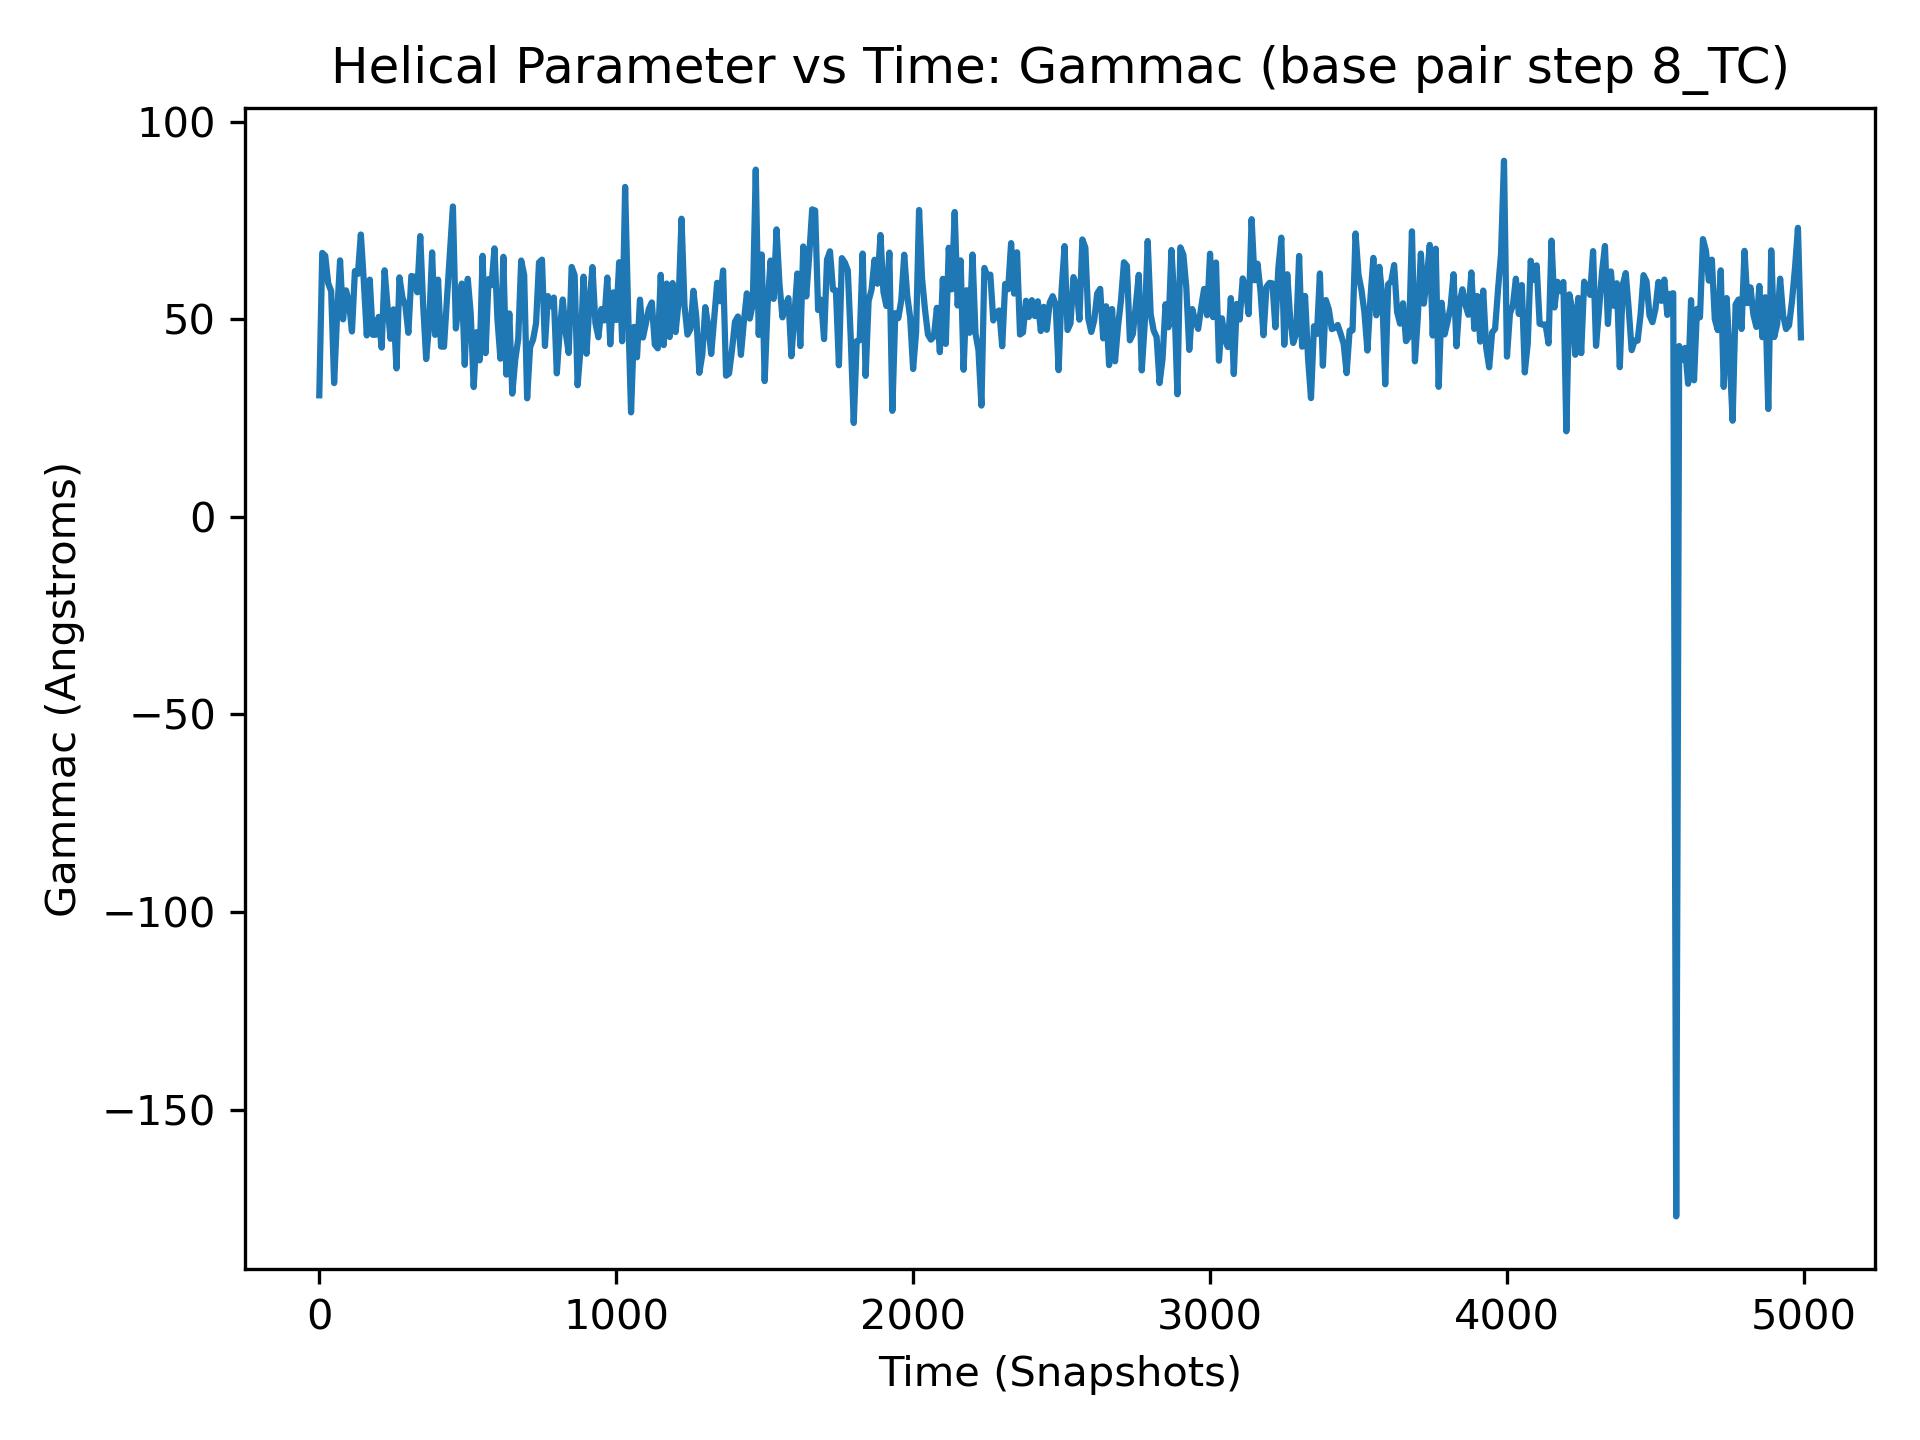 Helical Parameter vs Time: Gammac (base pair step 8_TC)
Gammac (Angstroms)
100
50
0
−50
−100
−150
0 1000 2000 3000 4000 5000
Time (Snapshots)